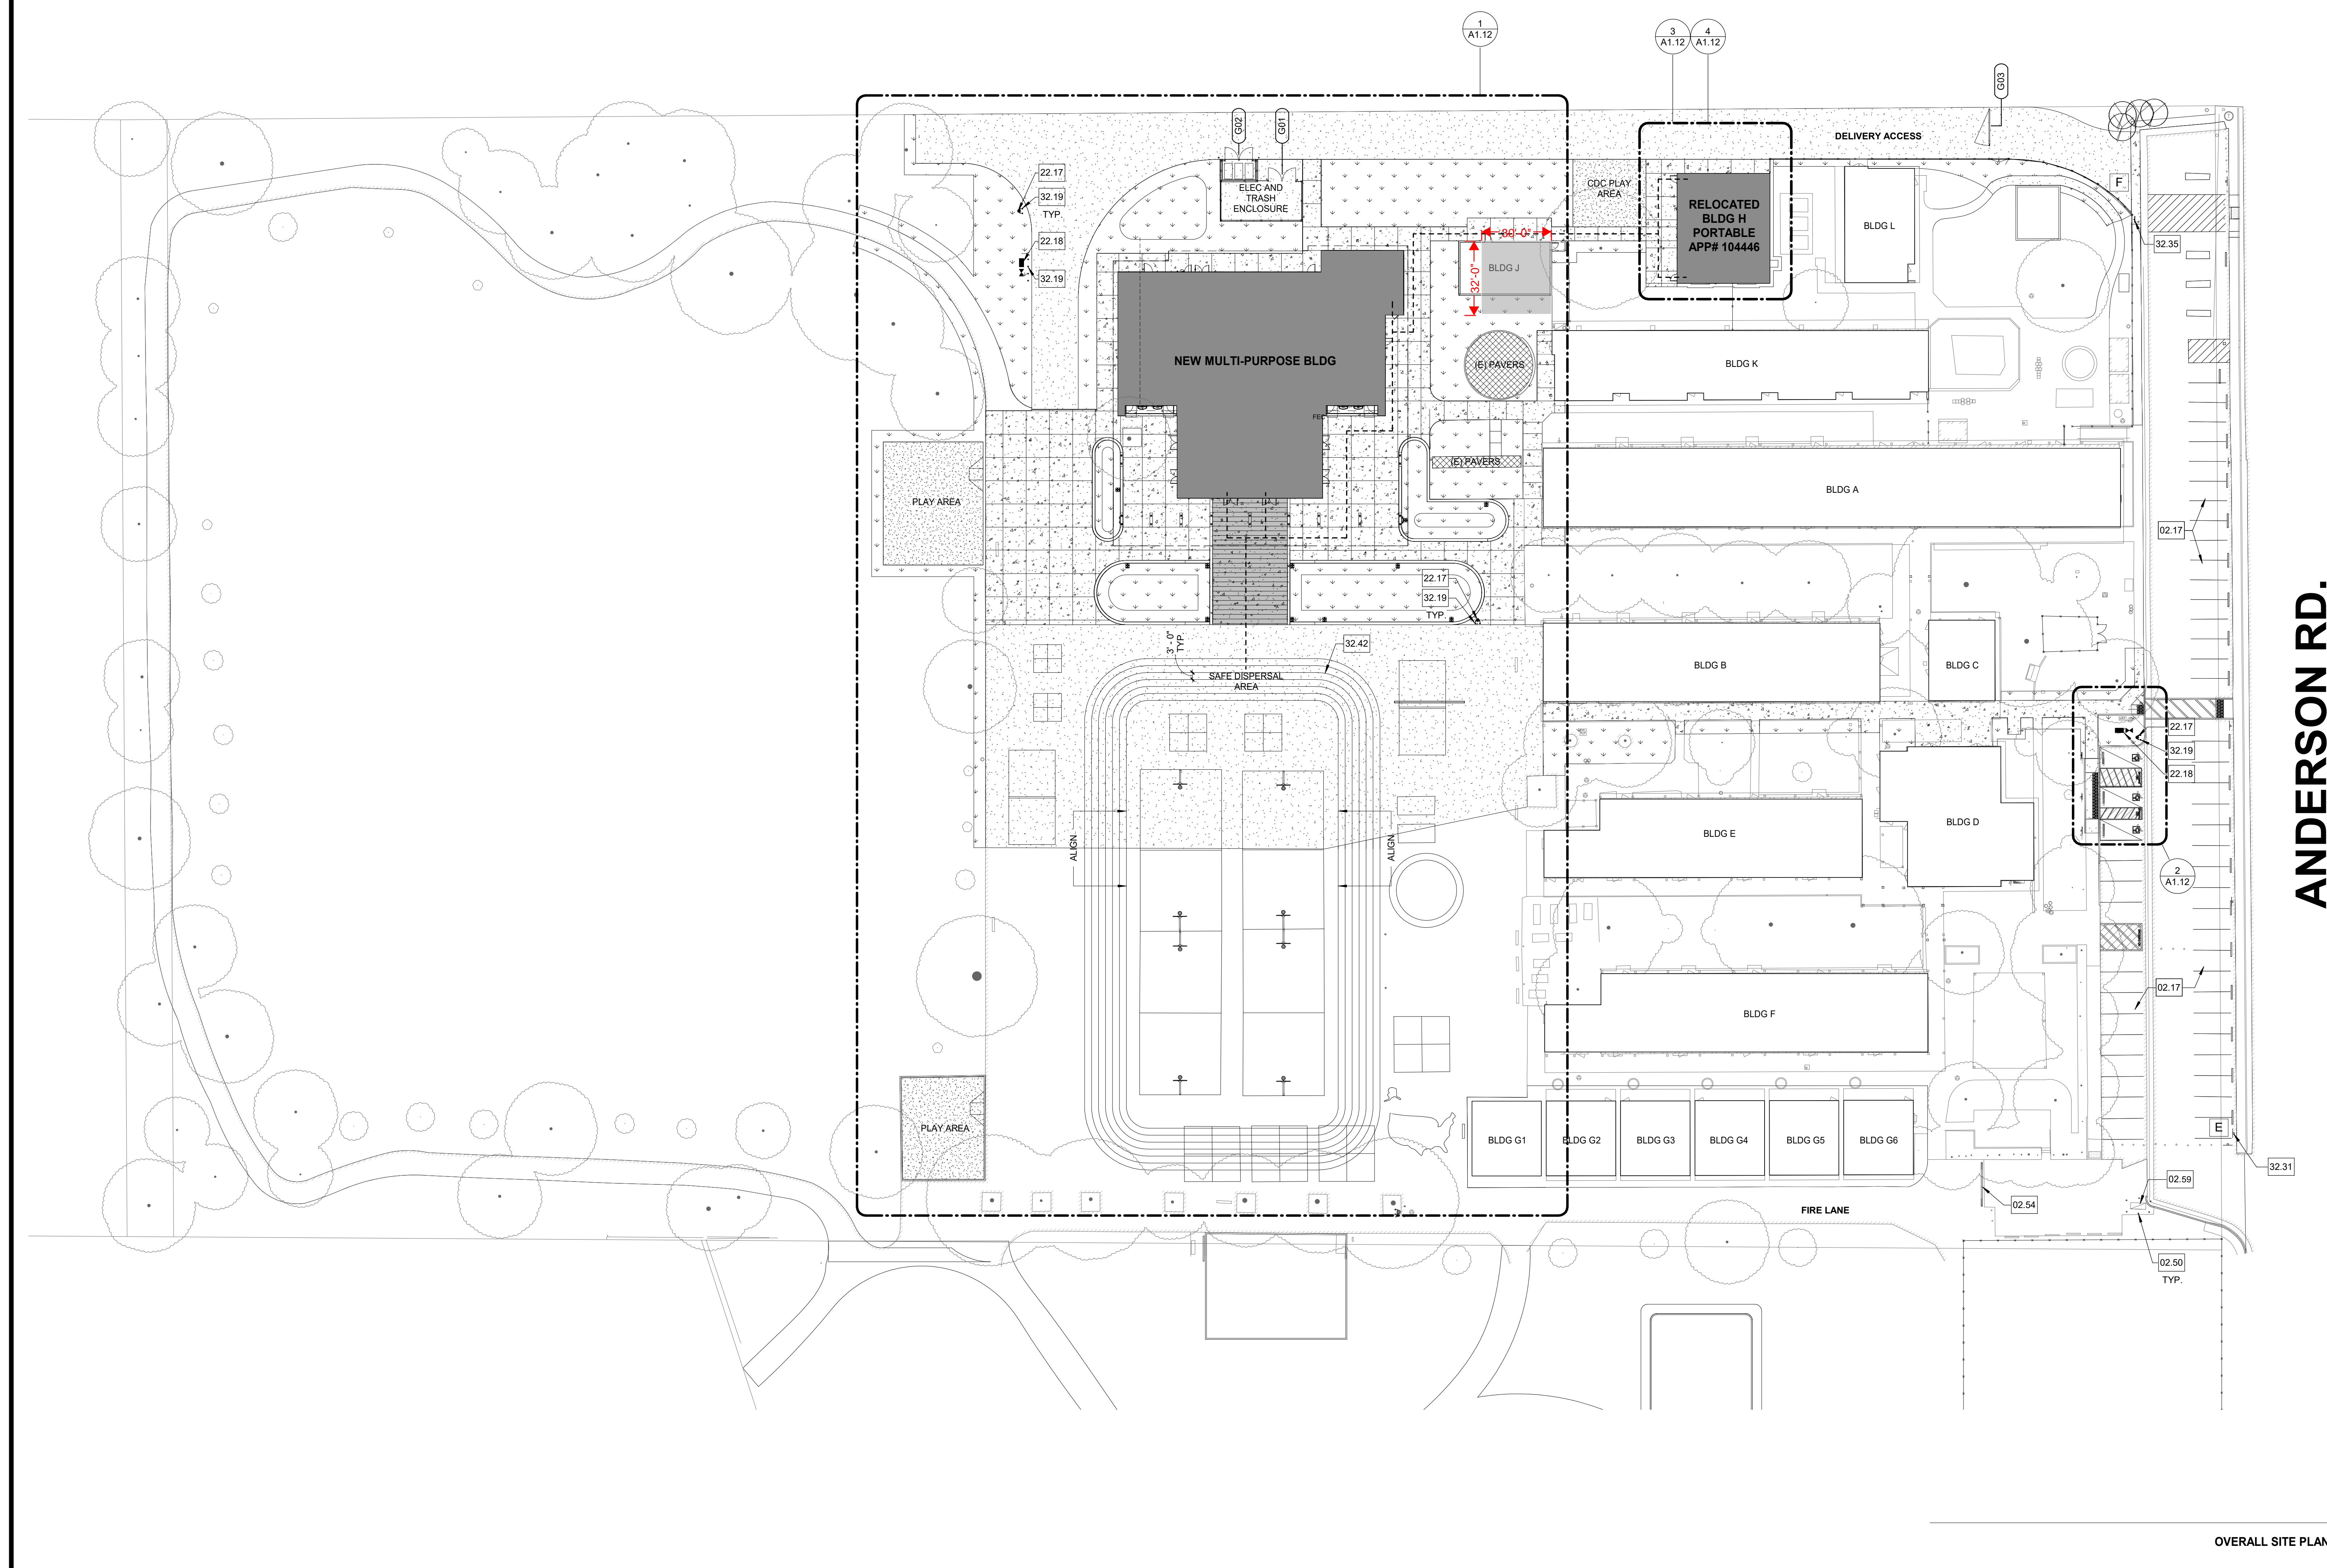 1
A1.12
3
A1.12
4
A1.12
G03
G02
G01
DELIVERY ACCESS
22.17
32.19
TYP.
22.18
32.19
ELEC AND
TRASH
ENCLOSURE
CDC PLAY
AREA
RELOCATED
BLDG H
PORTABLE
APP# 104446
BLDG L
F
32.35
32'-0"
BLDG J
NEW MULTI-PURPOSE BLDG
(E) PAVERS
BLDG K
(E) PAVERS
PLAY AREA
BLDG A
02.17
22.17
32.19
TYP.
3' - 0"
TYP.
32.42
SAFE DISPERSAL
AREA
BLDG B
BLDG C
ANDERSON RD.
22.17
32.19
22.18
ALIGN
ALIGN
BLDG E
BLDG D
2
A1.12
02.17
BLDG F
PLAY AREA
BLDG G1
BLDG G2
BLDG G3
BLDG G4
BLDG G5
BLDG G6
E
32.31
02.59
02.54
FIRE LANE
02.50
TYP.
OVERALL SITE PLAN